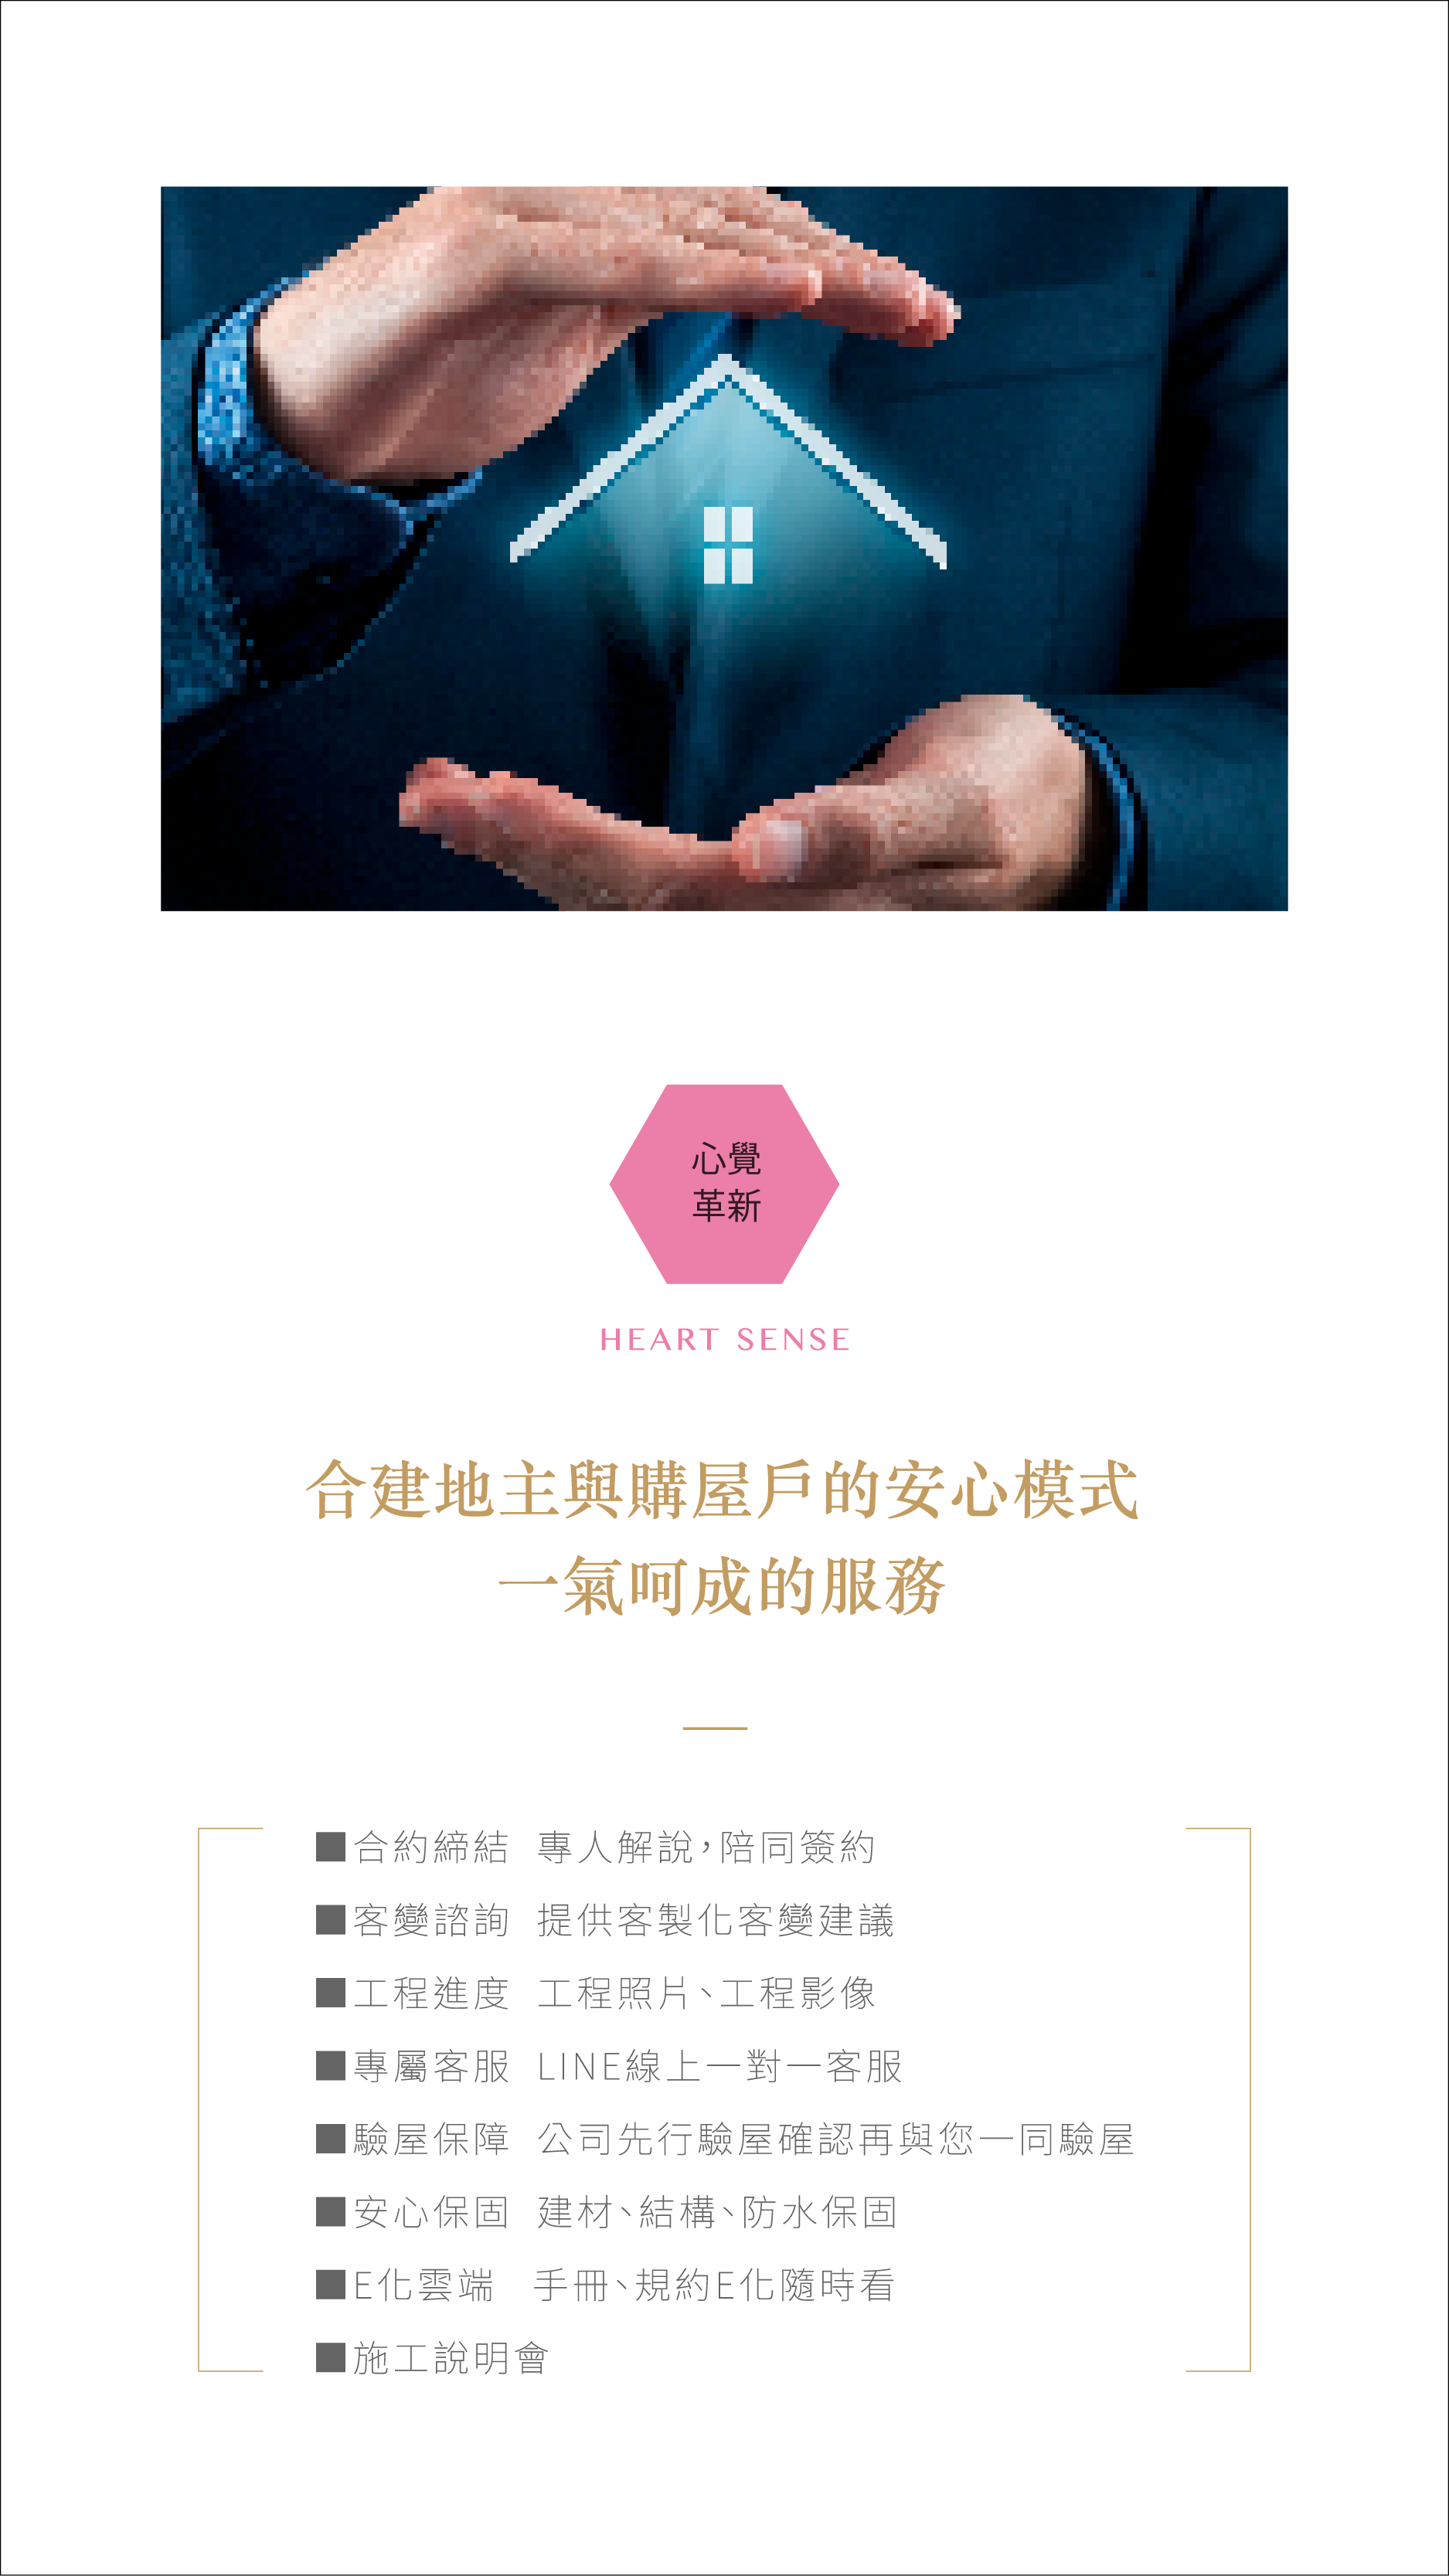 心覺
革新
HEART SENSE
合建地主與購屋戶的安心模式
一氣呵成的服務
■合約締結 專人解說，陪同簽約
■客變諮詢 提供客製化客變建議
■工程進度 工程照片、工程影像
■專屬客服 LINE線上一對一客服
■驗屋保障 公司先行驗屋確認再與您一同驗屋
■安心保固 建材、結構、防水保固
■E化雲端 手冊、規約E化隨時看
■施工說明會